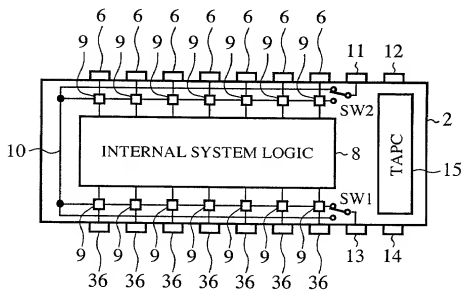 6 6 6 6 6 6 6 11 12
9 9 9 9 9 9 9
SW2
2
10
INTERNAL SYSTEM LOGIC
8
TAPC
15
SW1
9 9 9 9 9 9 9
36 36 36 36 36 36 36 13 14